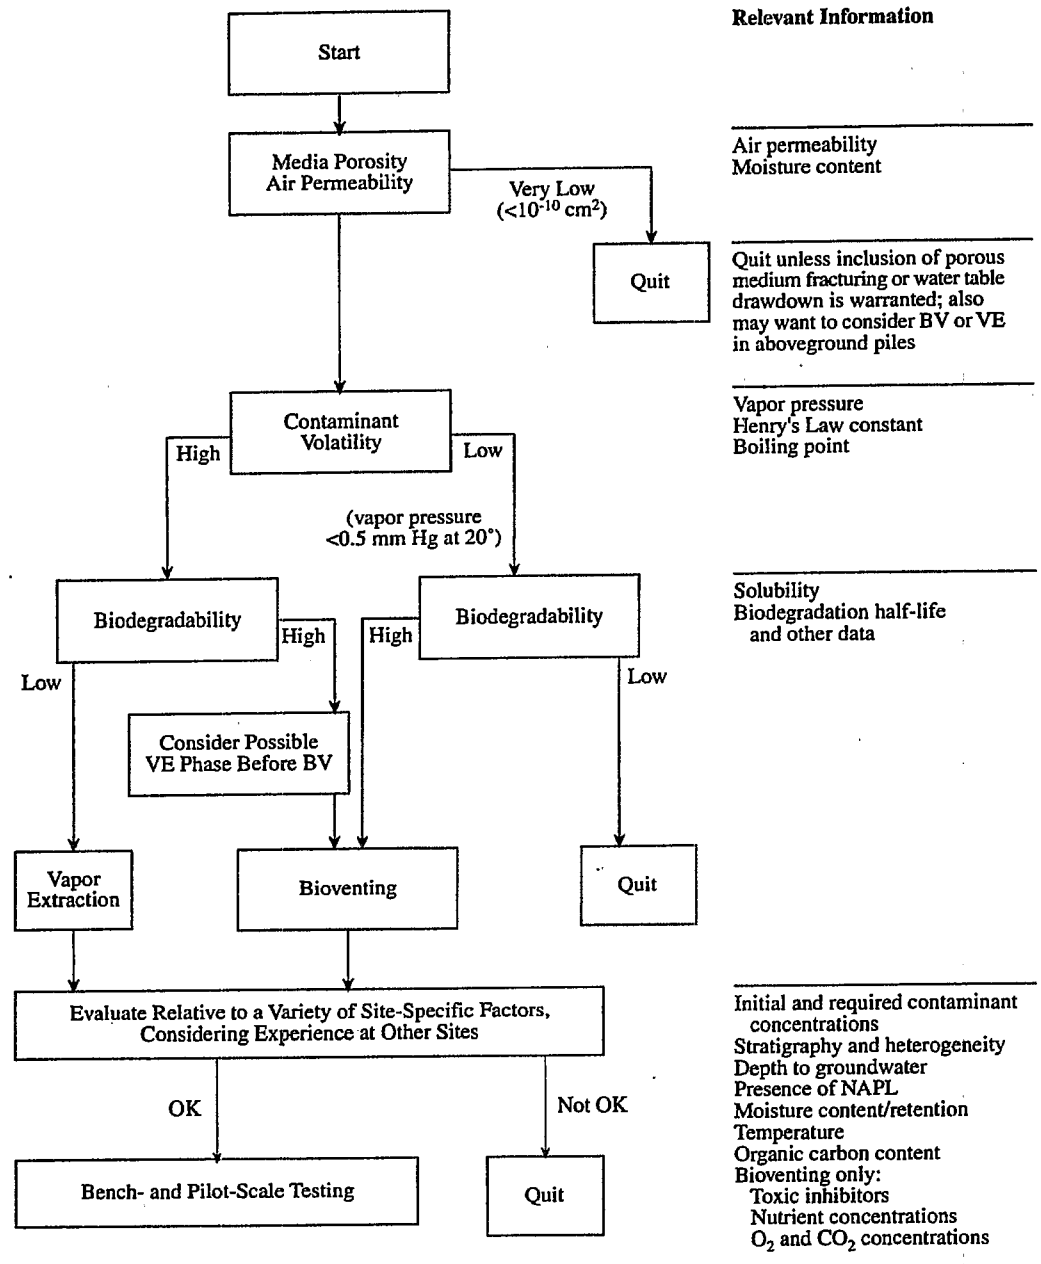 Relevant Information
Start
Media Porosity
Air Permeability
Air permeability
Moisture content
Very Low
(<10⁻¹⁰ cm²)
Quit
Quit unless inclusion of porous
medium fracturing or water table
drawdown is warranted; also
may want to consider BV or VE
in aboveground piles
Contaminant
Volatility
High
Low
Vapor pressure
Henry's Law constant
Boiling point
(vapor pressure
<0.5 mm Hg at 20°)
Biodegradability
Biodegradability
Solubility
Biodegradation half-life
and other data
High
High
Low
Low
Consider Possible
VE Phase Before BV
Vapor
Extraction
Bioventing
Quit
Evaluate Relative to a Variety of Site-Specific Factors,
Considering Experience at Other Sites
Initial and required contaminant
concentrations
Stratigraphy and heterogeneity
Depth to groundwater
Presence of NAPL
Moisture content/retention
Temperature
Organic carbon content
Bioventing only:
Toxic inhibitors
Nutrient concentrations
O₂ and CO₂ concentrations
OK
Not OK
Bench- and Pilot-Scale Testing
Quit